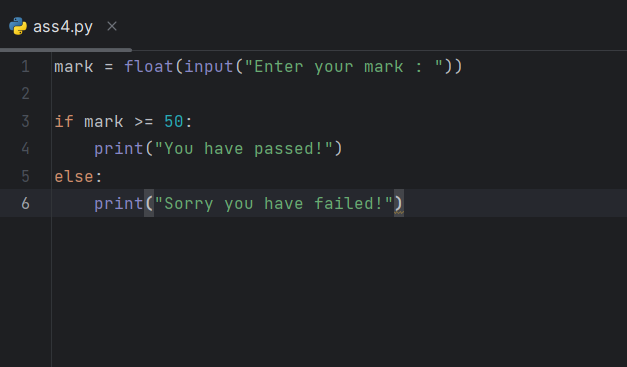 ass4.py
1 mark = float(input("Enter your mark : "))
2
3 if mark >= 50:
4     print("You have passed!")
5 else:
6     print("Sorry you have failed!")